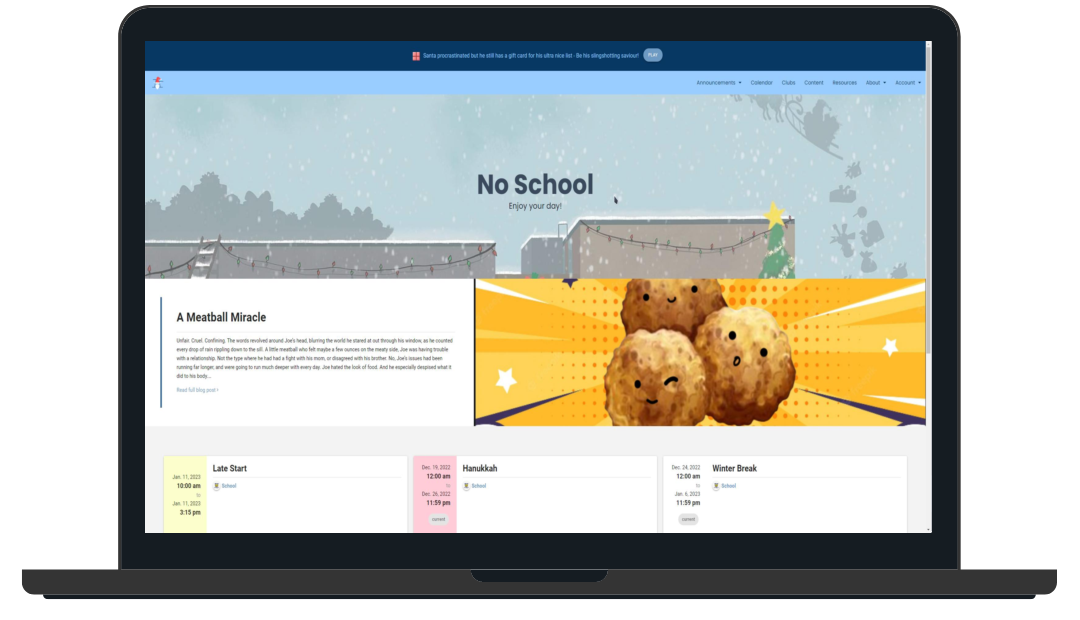 Santa procrastinated but he still has a gift card for his ultra nice list - Be his slingshotting saviour! PLAY
Announcements Calendar Clubs Content Resources About Account
No School
Enjoy your day!
A Meatball Miracle
Unfair. Cruel. Confining. The words revolved around Joe's head, blurring the world he stared at out through his window, as he counted
every drop of rain rippling down to the sill. A little meatball who felt maybe a few ounces on the meaty side, Joe was having trouble
with a relationship. Not the type where he had had a fight with his mom, or disagreed with his brother. No, Joe's issues had been
running far longer, and were going to run much deeper with every day. Joe hated the look of food. And he especially despised what it
did to his body...
Read full blog post ›
Late Start
Jan. 11, 2023
10:00 am
to
Jan. 11, 2023
3:15 pm
School
Hanukkah
Dec. 19, 2022
12:00 am
to
Dec. 26, 2022
11:59 pm
current
School
Winter Break
Dec. 24, 2022
12:00 am
to
Jan. 6, 2023
11:59 pm
current
School